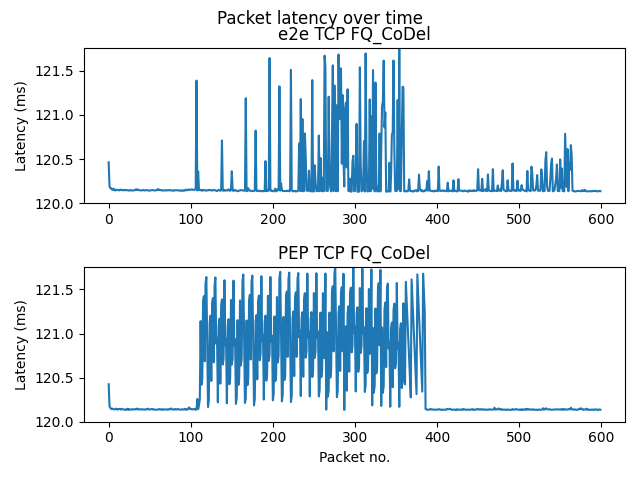 Packet latency over time
e2e TCP FQ_CoDel
Latency (ms)
121.5
121.0
120.5
120.0
0 100 200 300 400 500 600
PEP TCP FQ_CoDel
Latency (ms)
121.5
121.0
120.5
120.0
0 100 200 300 400 500 600
Packet no.